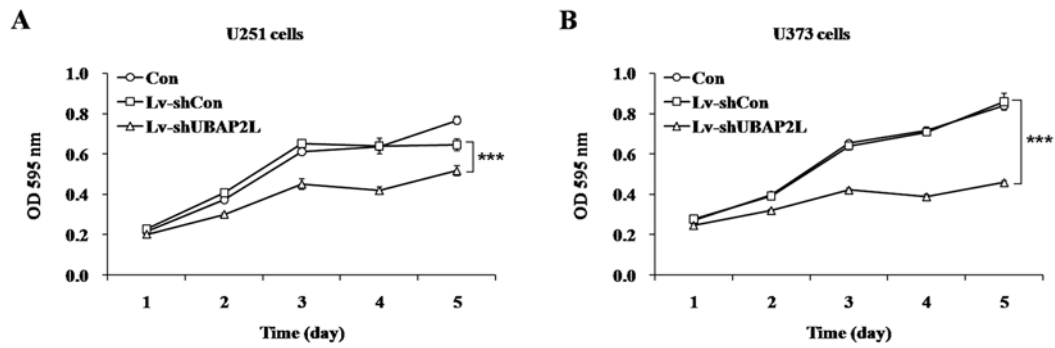 A
U251 cells
OD 595 nm
1.0
0.8
0.6
0.4
0.2
0.0
Con
Lv-shCon
Lv-shUBAP2L
***
1 2 3 4 5
Time (day)
B
U373 cells
OD 595 nm
1.0
0.8
0.6
0.4
0.2
0.0
Con
Lv-shCon
Lv-shUBAP2L
***
1 2 3 4 5
Time (day)